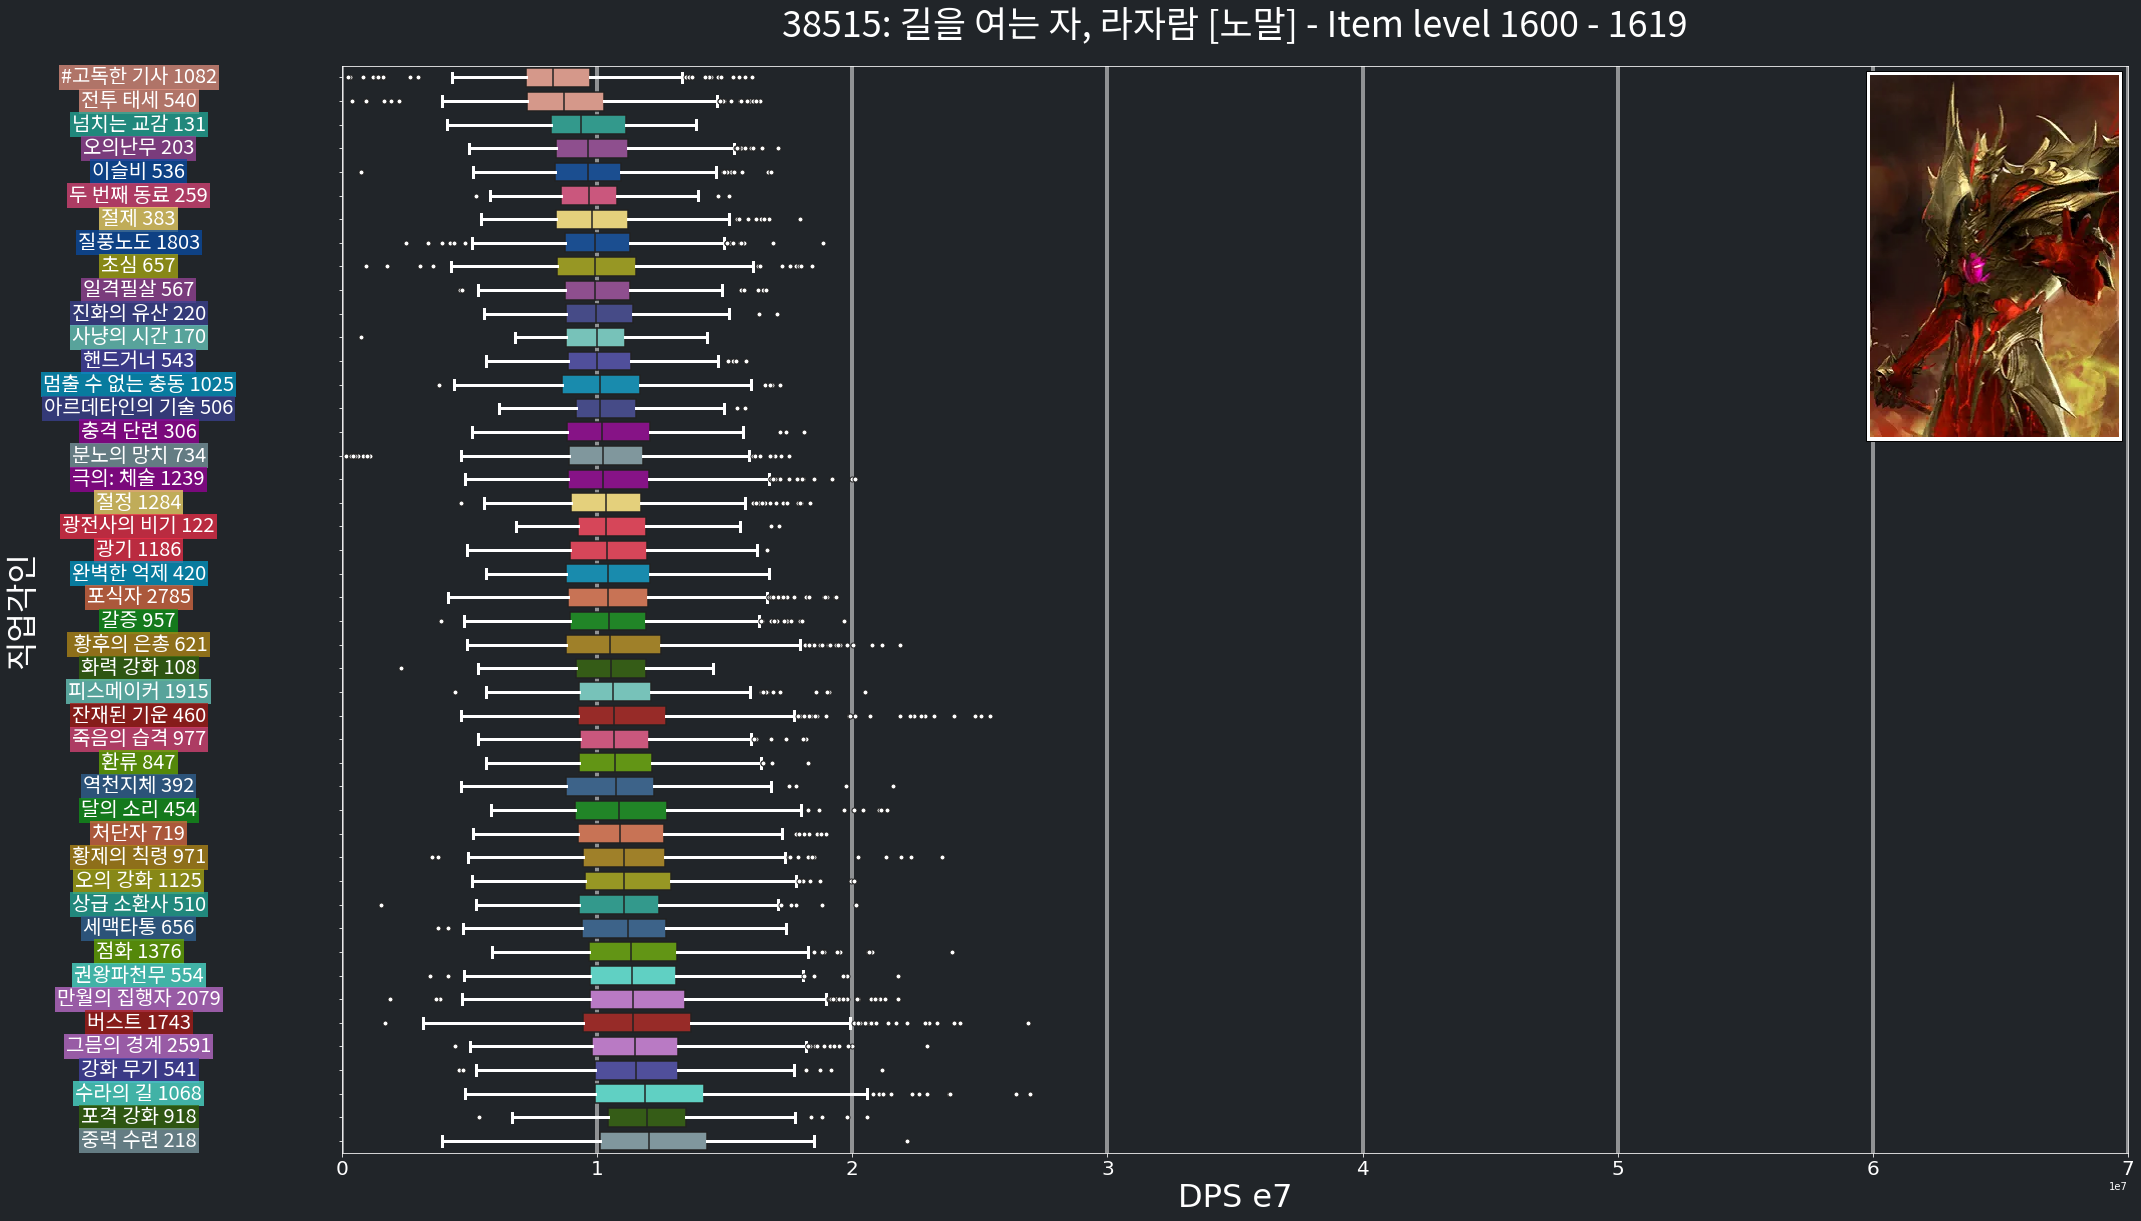 38515: 길을 여는 자, 라자람 [노말] - Item level 1600 - 1619
#고독한 기사 1082
전투 태세 540
넘치는 교감 131
오의난무 203
이슬비 536
두 번째 동료 259
절제 383
질풍노도 1803
초심 657
일격필살 567
진화의 유산 220
사냥의 시간 170
핸드거너 543
멈출 수 없는 충동 1025
아르데타인의 기술 506
충격 단련 306
분노의 망치 734
극의: 체술 1239
절정 1284
광전사의 비기 122
광기 1186
완벽한 억제 420
포식자 2785
갈증 957
황후의 은총 621
화력 강화 108
피스메이커 1915
잔재된 기운 460
죽음의 습격 977
환류 847
역천지체 392
달의 소리 454
처단자 719
황제의 칙령 971
오의 강화 1125
상급 소환사 510
세맥타통 656
점화 1376
권왕파천무 554
만월의 집행자 2079
버스트 1743
그믐의 경계 2591
강화 무기 541
수라의 길 1068
포격 강화 918
중력 수련 218
직업각인
0 1 2 3 4 5 6 7
1e7
DPS e7